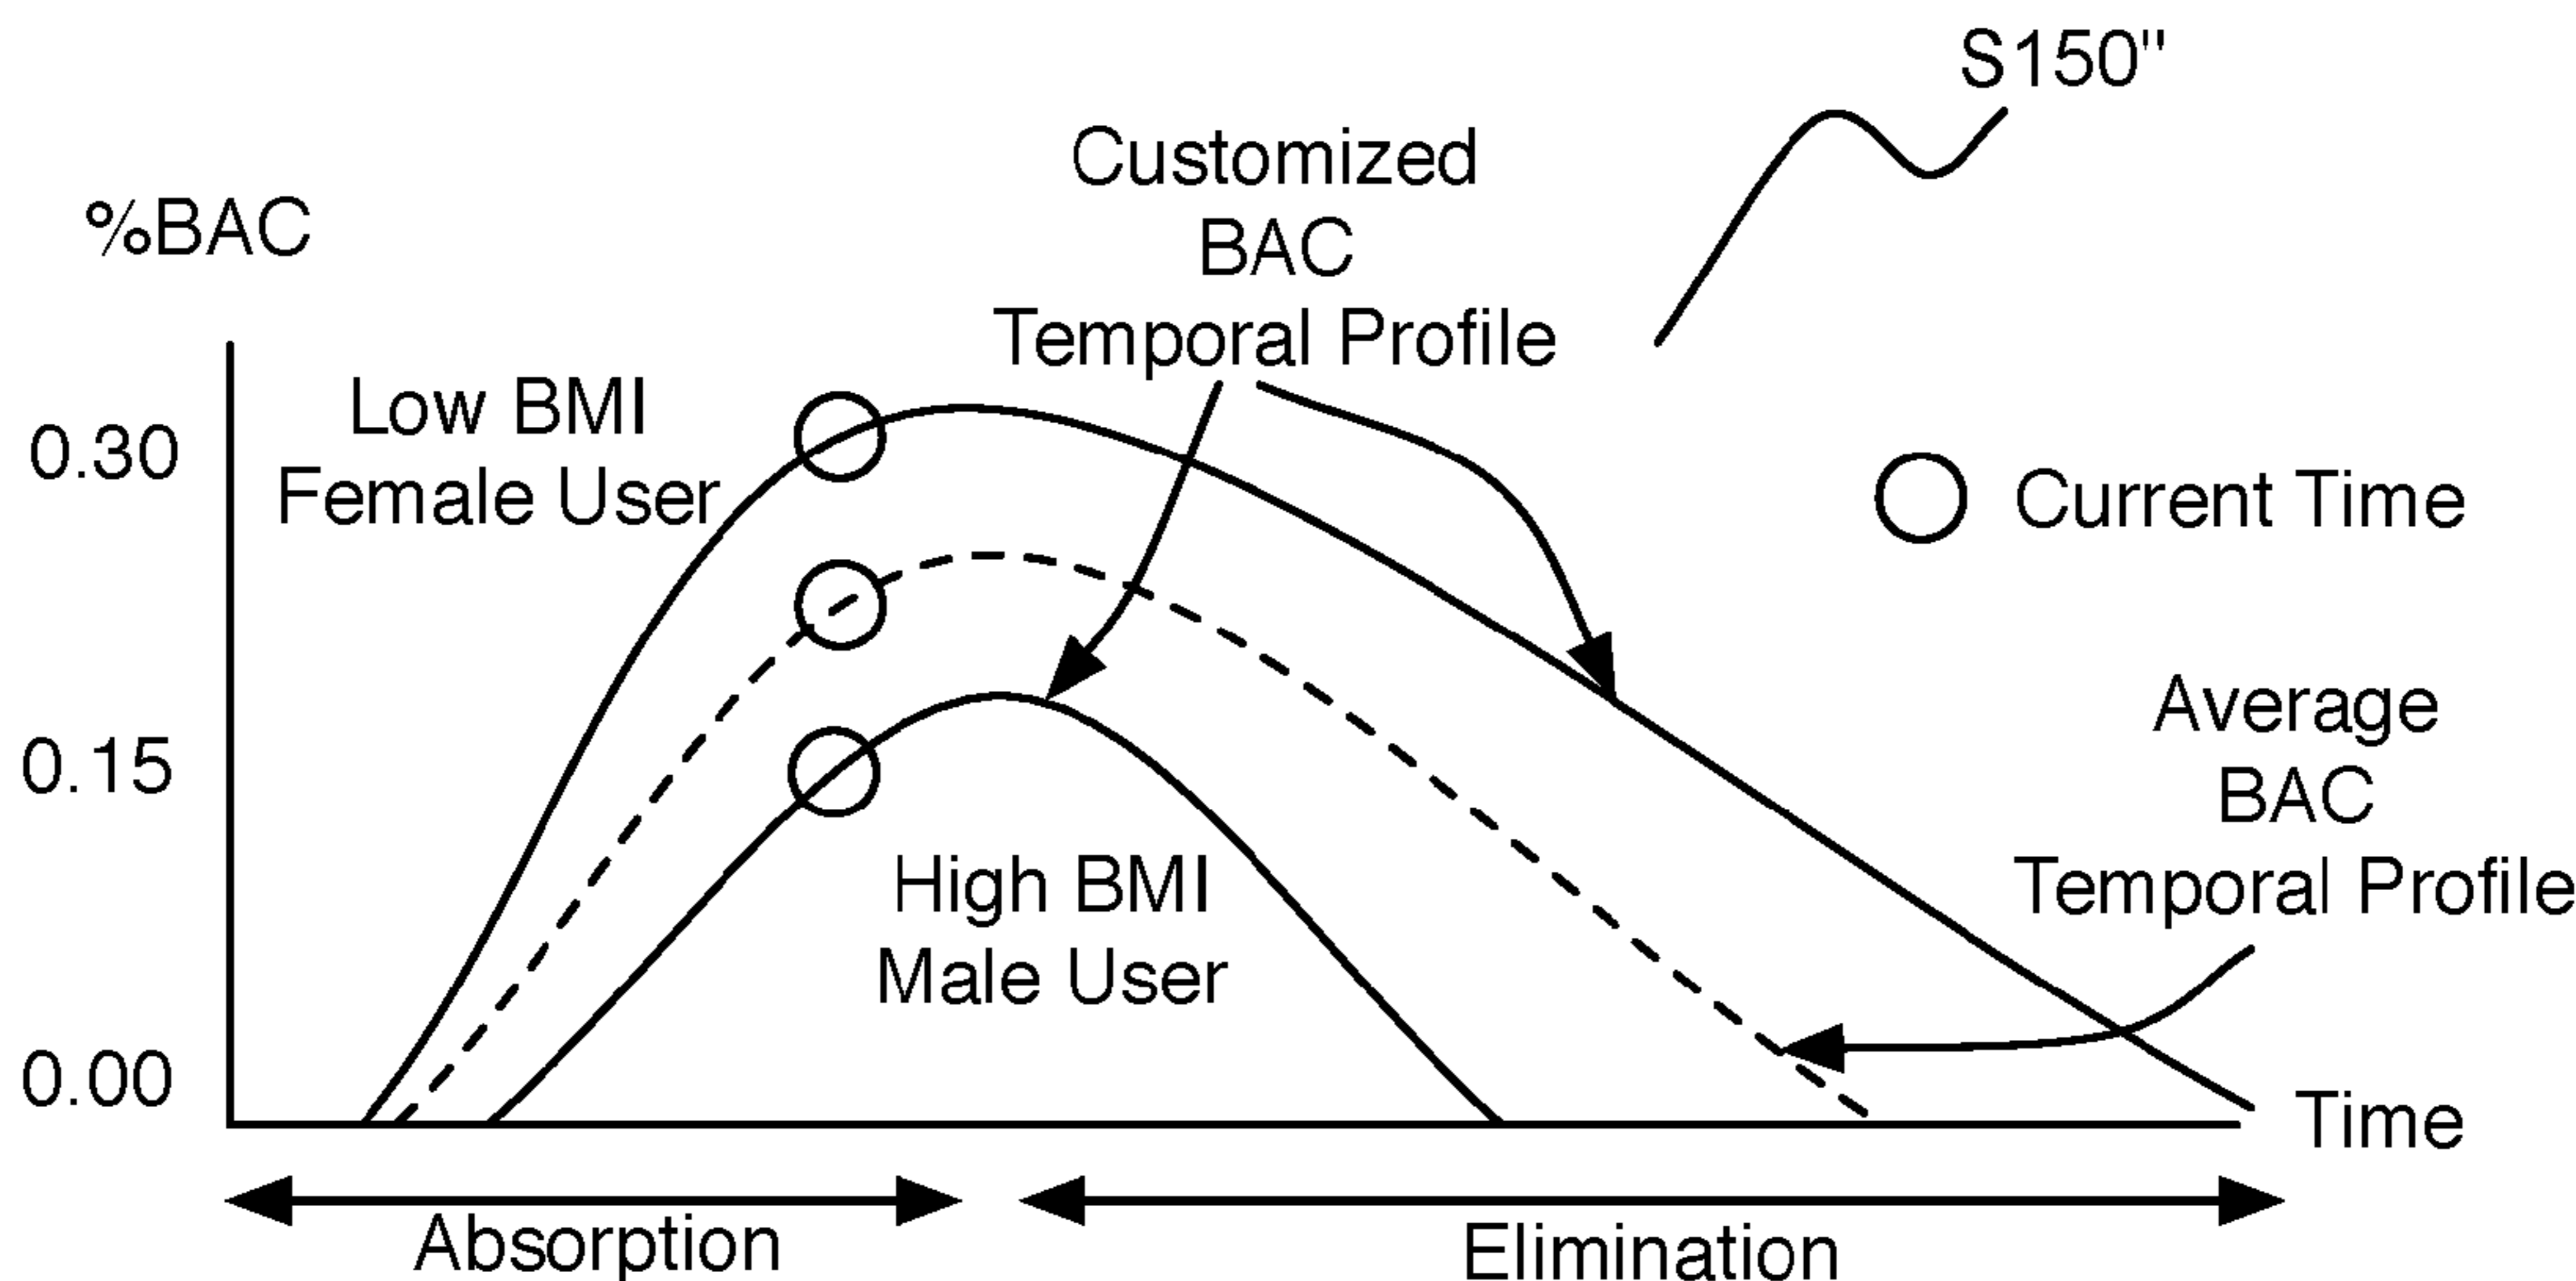 S150"
Customized
BAC
Temporal Profile
%BAC
Low BMI
Female User
0.30
Current Time
0.15
Average
BAC
Temporal Profile
High BMI
Male User
0.00
Time
Absorption
Elimination